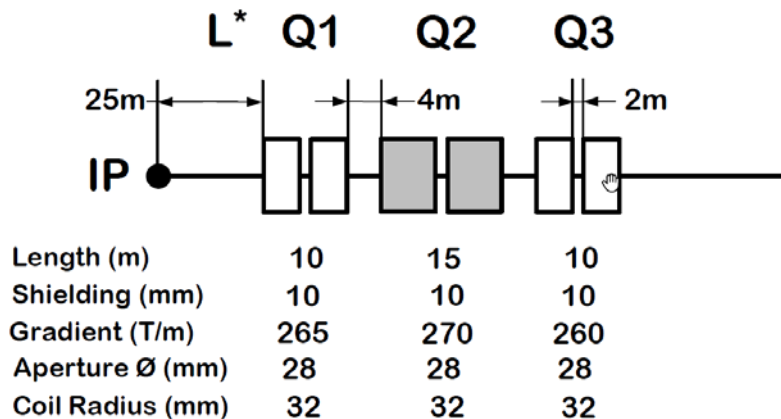 L* Q1 Q2 Q3
25m 4m 2m
IP
Length (m) 10 15 10
Shielding (mm) 10 10 10
Gradient (T/m) 265 270 260
Aperture Ø (mm) 28 28 28
Coil Radius (mm) 32 32 32